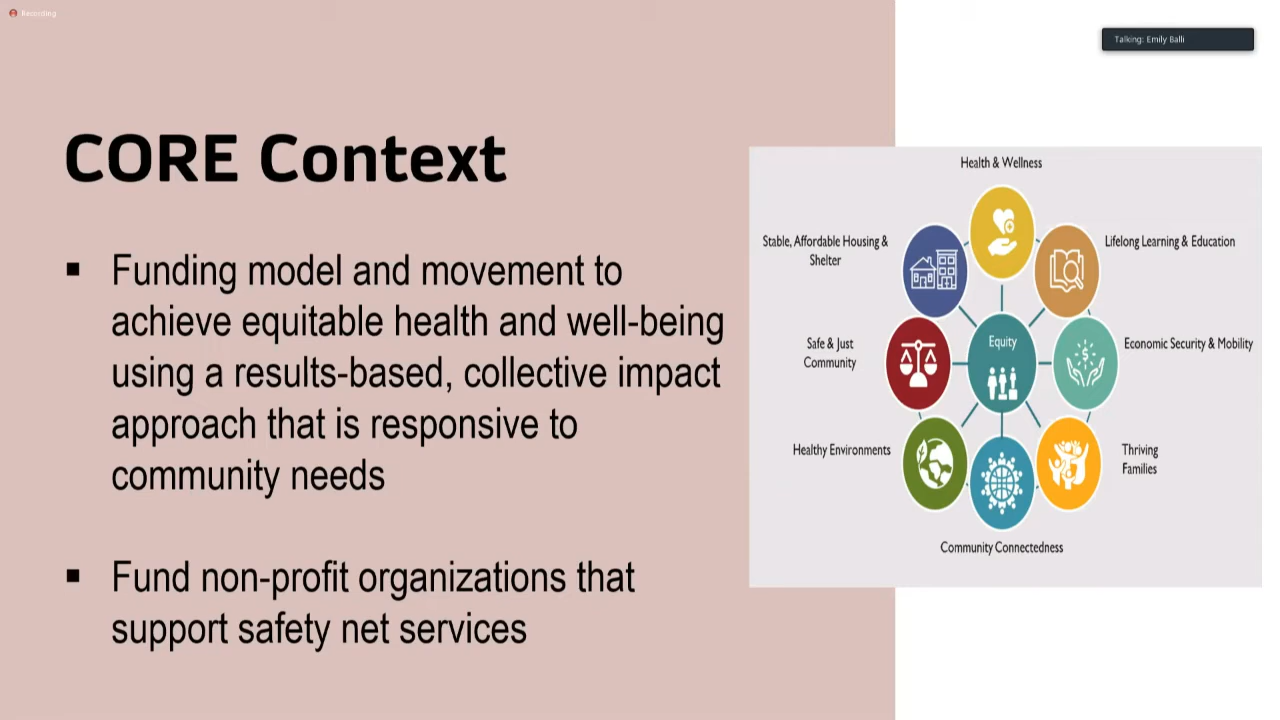 Recording
Talking: Emily Balli
CORE Context
▪ Funding model and movement to
achieve equitable health and well-being
using a results-based, collective impact
approach that is responsive to
community needs
▪ Fund non-profit organizations that
support safety net services
Health & Wellness
Stable, Affordable Housing &
Shelter
Lifelong Learning & Education
Safe & Just
Community
Equity
Economic Security & Mobility
Healthy Environments
Thriving
Families
Community Connectedness